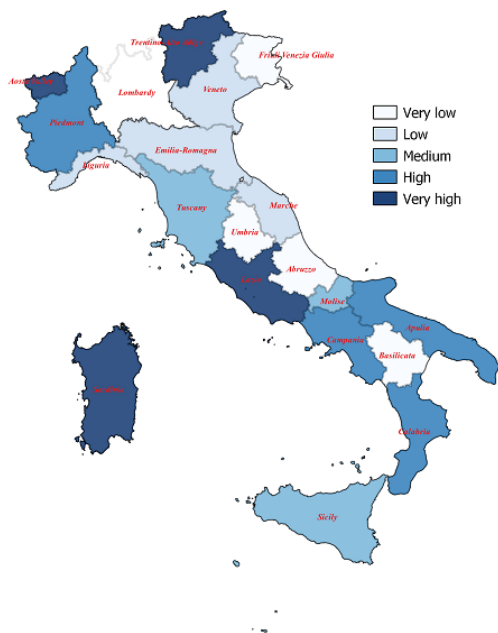 Trentino-Alto Adige
Friuli Venezia Giulia
Aosta Valley
Lombardy
Veneto
Piedmont
Emilia-Romagna
Liguria
Tuscany
Marche
Umbria
Lazio
Abruzzo
Molise
Campania
Apulia
Basilicata
Sardinia
Calabria
Sicily
Very low
Low
Medium
High
Very high